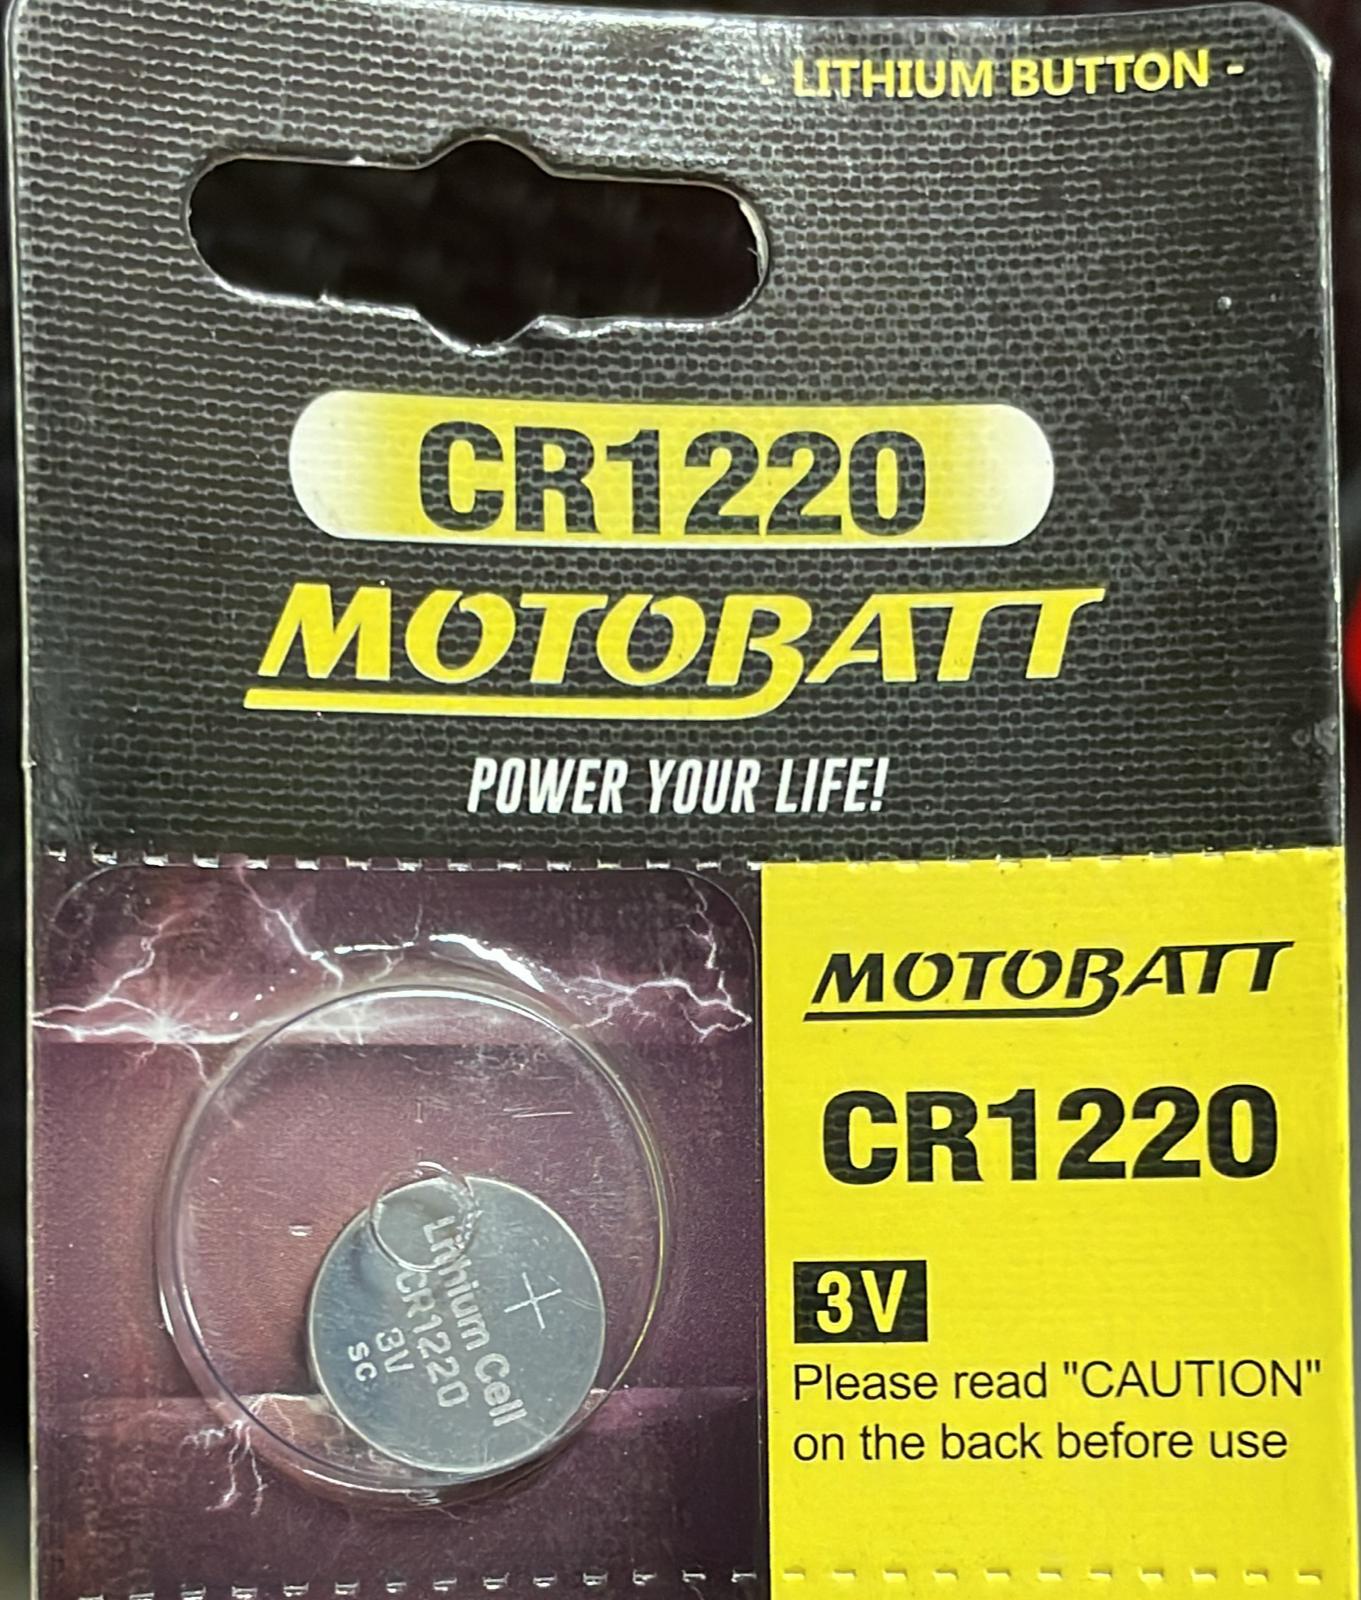 - LITHIUM BUTTON -
CR1220
MOTOBATT
POWER YOUR LIFE!
MOTOBATT
CR1220
3V
Please read "CAUTION"
on the back before use
+
Lithium Cell
CR1220
3V
SC